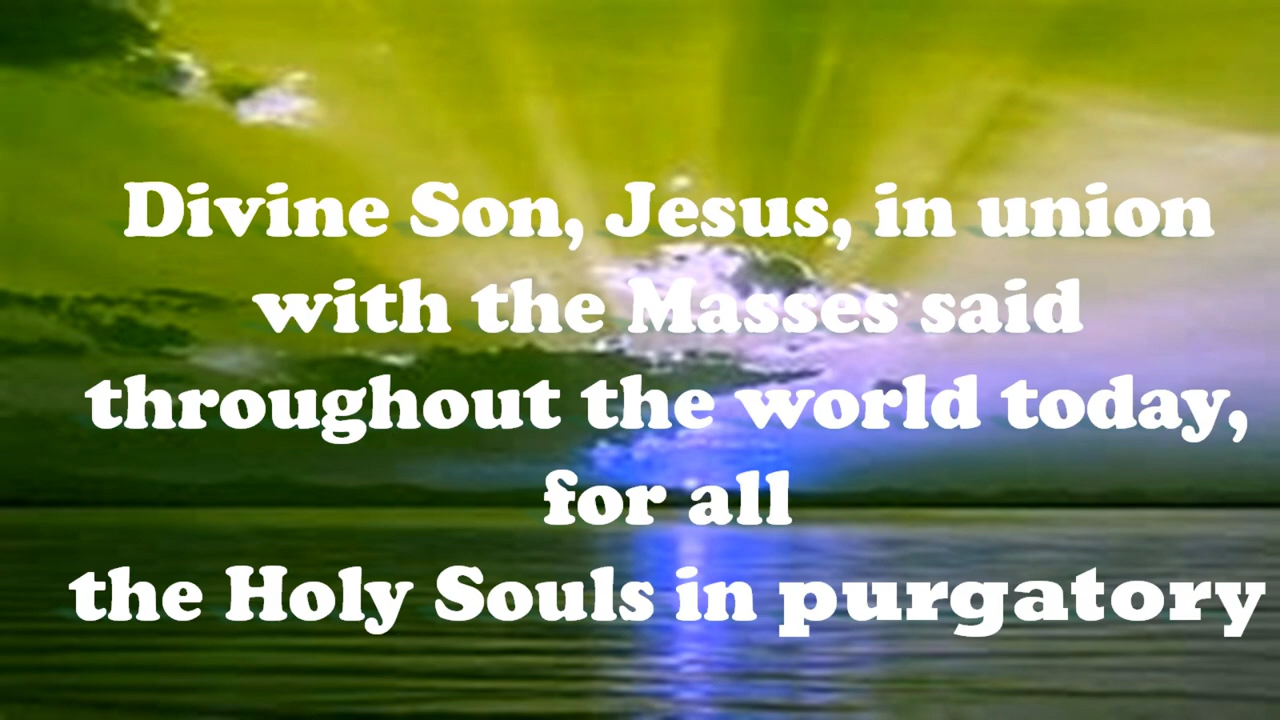 Divine Son, Jesus, in union
with the Masses said
throughout the world today,
for all
the Holy Souls in purgatory